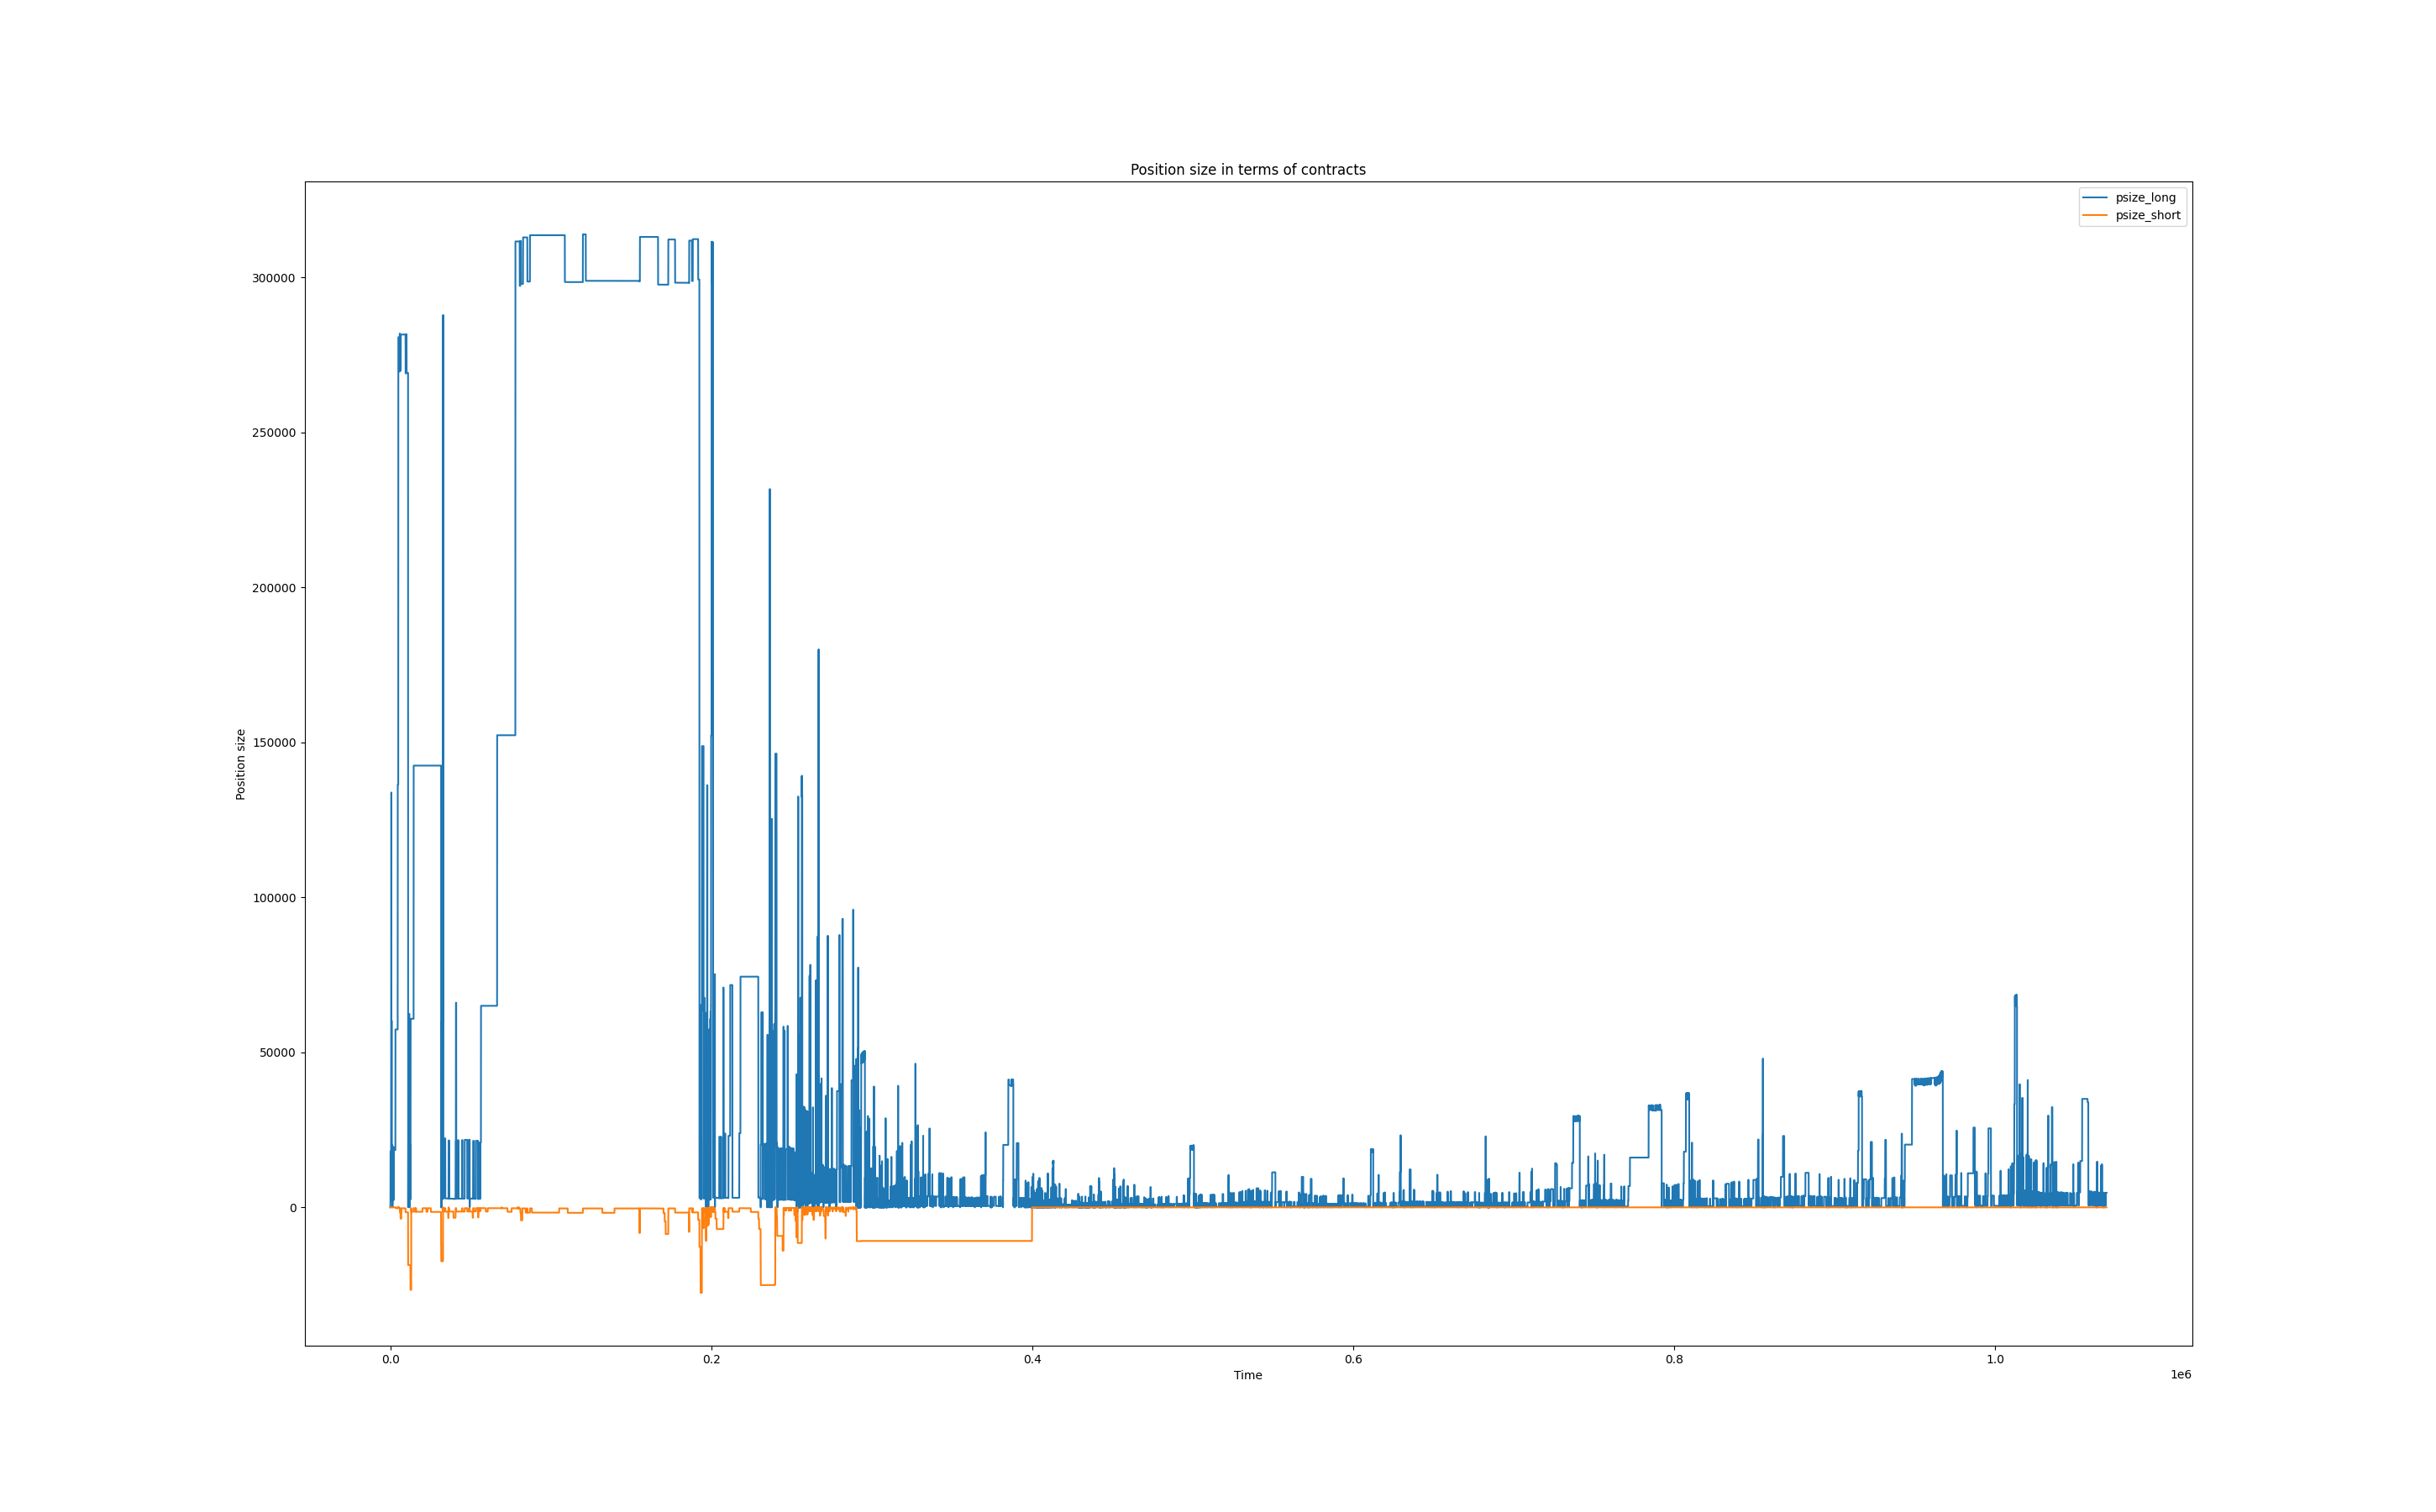 Position size in terms of contracts
psize_long
psize_short
Position size
300000
250000
200000
150000
100000
50000
0
0.0
0.2
0.4
0.6
0.8
1.0
Time
1e6